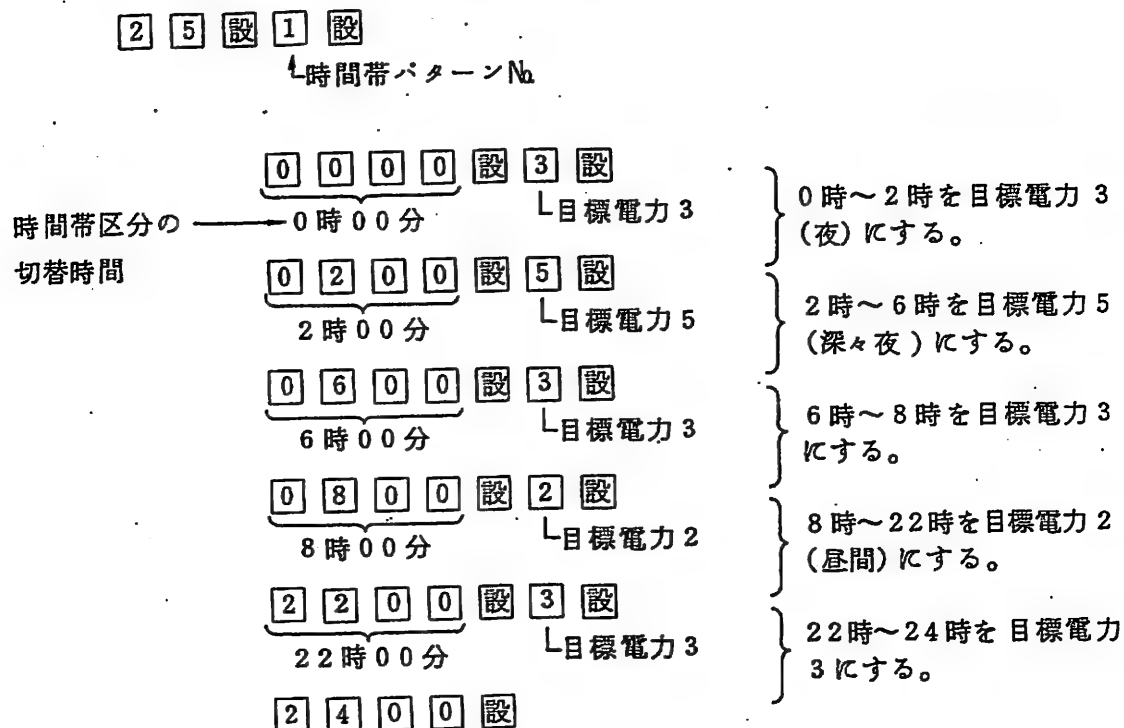 2 5 設 1 設
時間帯パターンNo.
0 0 0 0 設 3 設
0時00分
目標電力3
0時〜2時を目標電力3
(夜)にする。
時間帯区分の
切替時間
0 2 0 0 設 5 設
2時00分
目標電力5
2時〜6時を目標電力5
(深々夜)にする。
0 6 0 0 設 3 設
6時00分
目標電力3
6時〜8時を目標電力3
にする。
0 8 0 0 設 2 設
8時00分
目標電力2
8時〜22時を目標電力2
(昼間)にする。
2 2 0 0 設 3 設
22時00分
目標電力3
22時〜24時を目標電力
3にする。
2 4 0 0 設